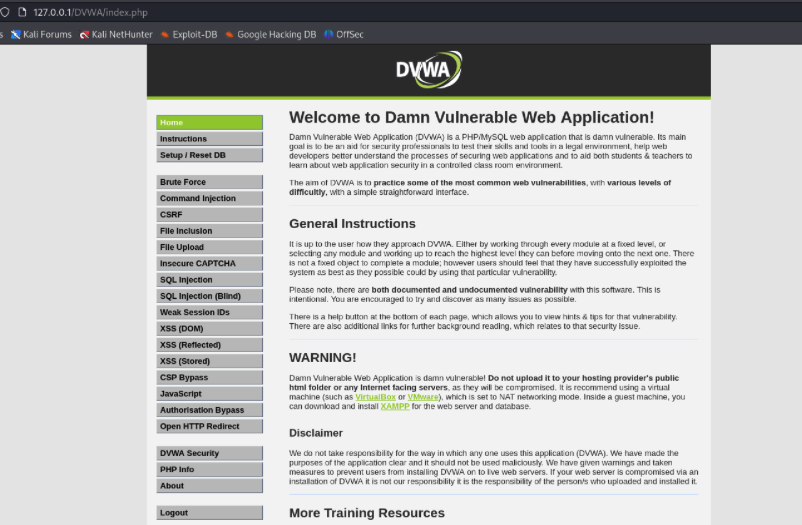 127.0.0.1/DVWA/index.php
s Kali Forums Kali NetHunter Exploit-DB Google Hacking DB OffSec
DVWA
Home
Instructions
Setup / Reset DB
Brute Force
Command Injection
CSRF
File Inclusion
File Upload
Insecure CAPTCHA
SQL Injection
SQL Injection (Blind)
Weak Session IDs
XSS (DOM)
XSS (Reflected)
XSS (Stored)
CSP Bypass
JavaScript
Authorisation Bypass
Open HTTP Redirect
DVWA Security
PHP Info
About
Logout
Welcome to Damn Vulnerable Web Application!
Damn Vulnerable Web Application (DVWA) is a PHP/MySQL web application that is damn vulnerable. Its main
goal is to be an aid for security professionals to test their skills and tools in a legal environment, help web
developers better understand the processes of securing web applications and to aid both students & teachers to
learn about web application security in a controlled class room environment.
The aim of DVWA is to practice some of the most common web vulnerabilities, with various levels of
difficultly, with a simple straightforward interface.
General Instructions
It is up to the user how they approach DVWA. Either by working through every module at a fixed level, or
selecting any module and working up to reach the highest level they can before moving onto the next one. There
is not a fixed object to complete a module; however users should feel that they have successfully exploited the
system as best as they possible could by using that particular vulnerability.
Please note, there are both documented and undocumented vulnerability with this software. This is
intentional. You are encouraged to try and discover as many issues as possible.
There is a help button at the bottom of each page, which allows you to view hints & tips for that vulnerability.
There are also additional links for further background reading, which relates to that security issue.
WARNING!
Damn Vulnerable Web Application is damn vulnerable! Do not upload it to your hosting provider's public
html folder or any Internet facing servers, as they will be compromised. It is recommend using a virtual
machine (such as VirtualBox or VMware), which is set to NAT networking mode. Inside a guest machine, you
can download and install XAMPP for the web server and database.
Disclaimer
We do not take responsibility for the way in which any one uses this application (DVWA). We have made the
purposes of the application clear and it should not be used maliciously. We have given warnings and taken
measures to prevent users from installing DVWA on to live web servers. If your web server is compromised via an
installation of DVWA it is not our responsibility it is the responsibility of the person/s who uploaded and installed it.
More Training Resources